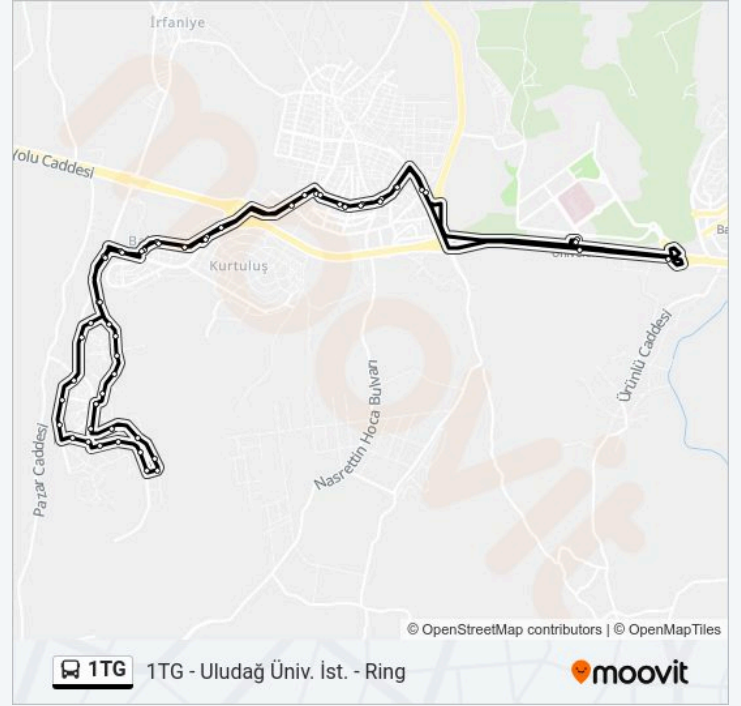 İrfaniye
Yolu Caddesi
Kurtuluş
Ürünlü Caddesi
Nasrettin Hoca Bulvarı
Pazar Caddesi
moovit
© OpenStreetMap contributors | © OpenMapTiles
1TG
1TG - Uludağ Üniv. İst. - Ring
moovit